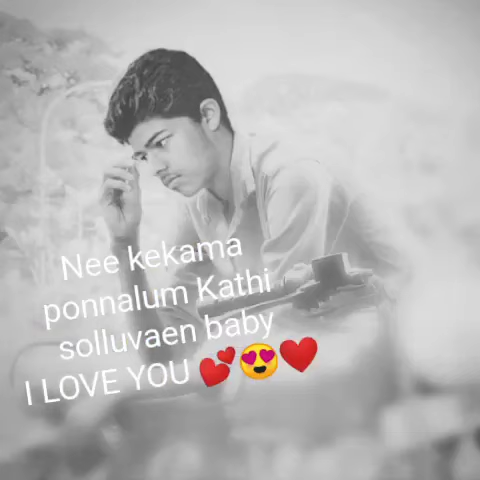 Nee kekama
ponnalum Kathi
solluvaen baby
I LOVE YOU 💕😍❤️